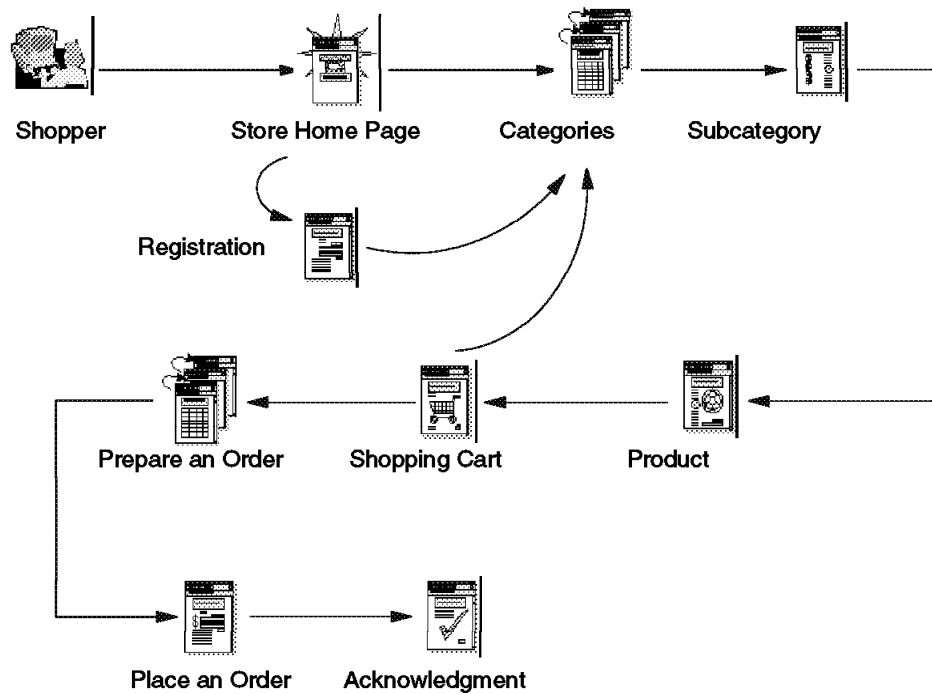 Shopper
Store Home Page
Categories
Subcategory
Registration
Prepare an Order
Shopping Cart
Product
$
Place an Order
Acknowledgment